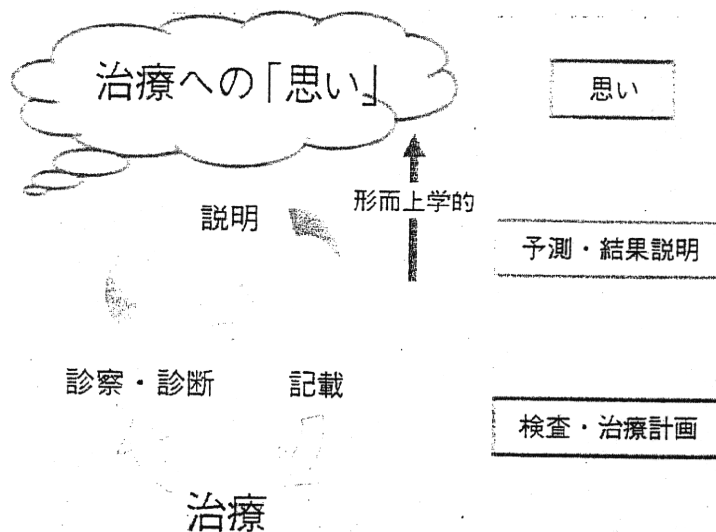 治療への「思い」
思い
形而上学的
説明
予測・結果説明
診察・診断
記載
検査・治療計画
治療